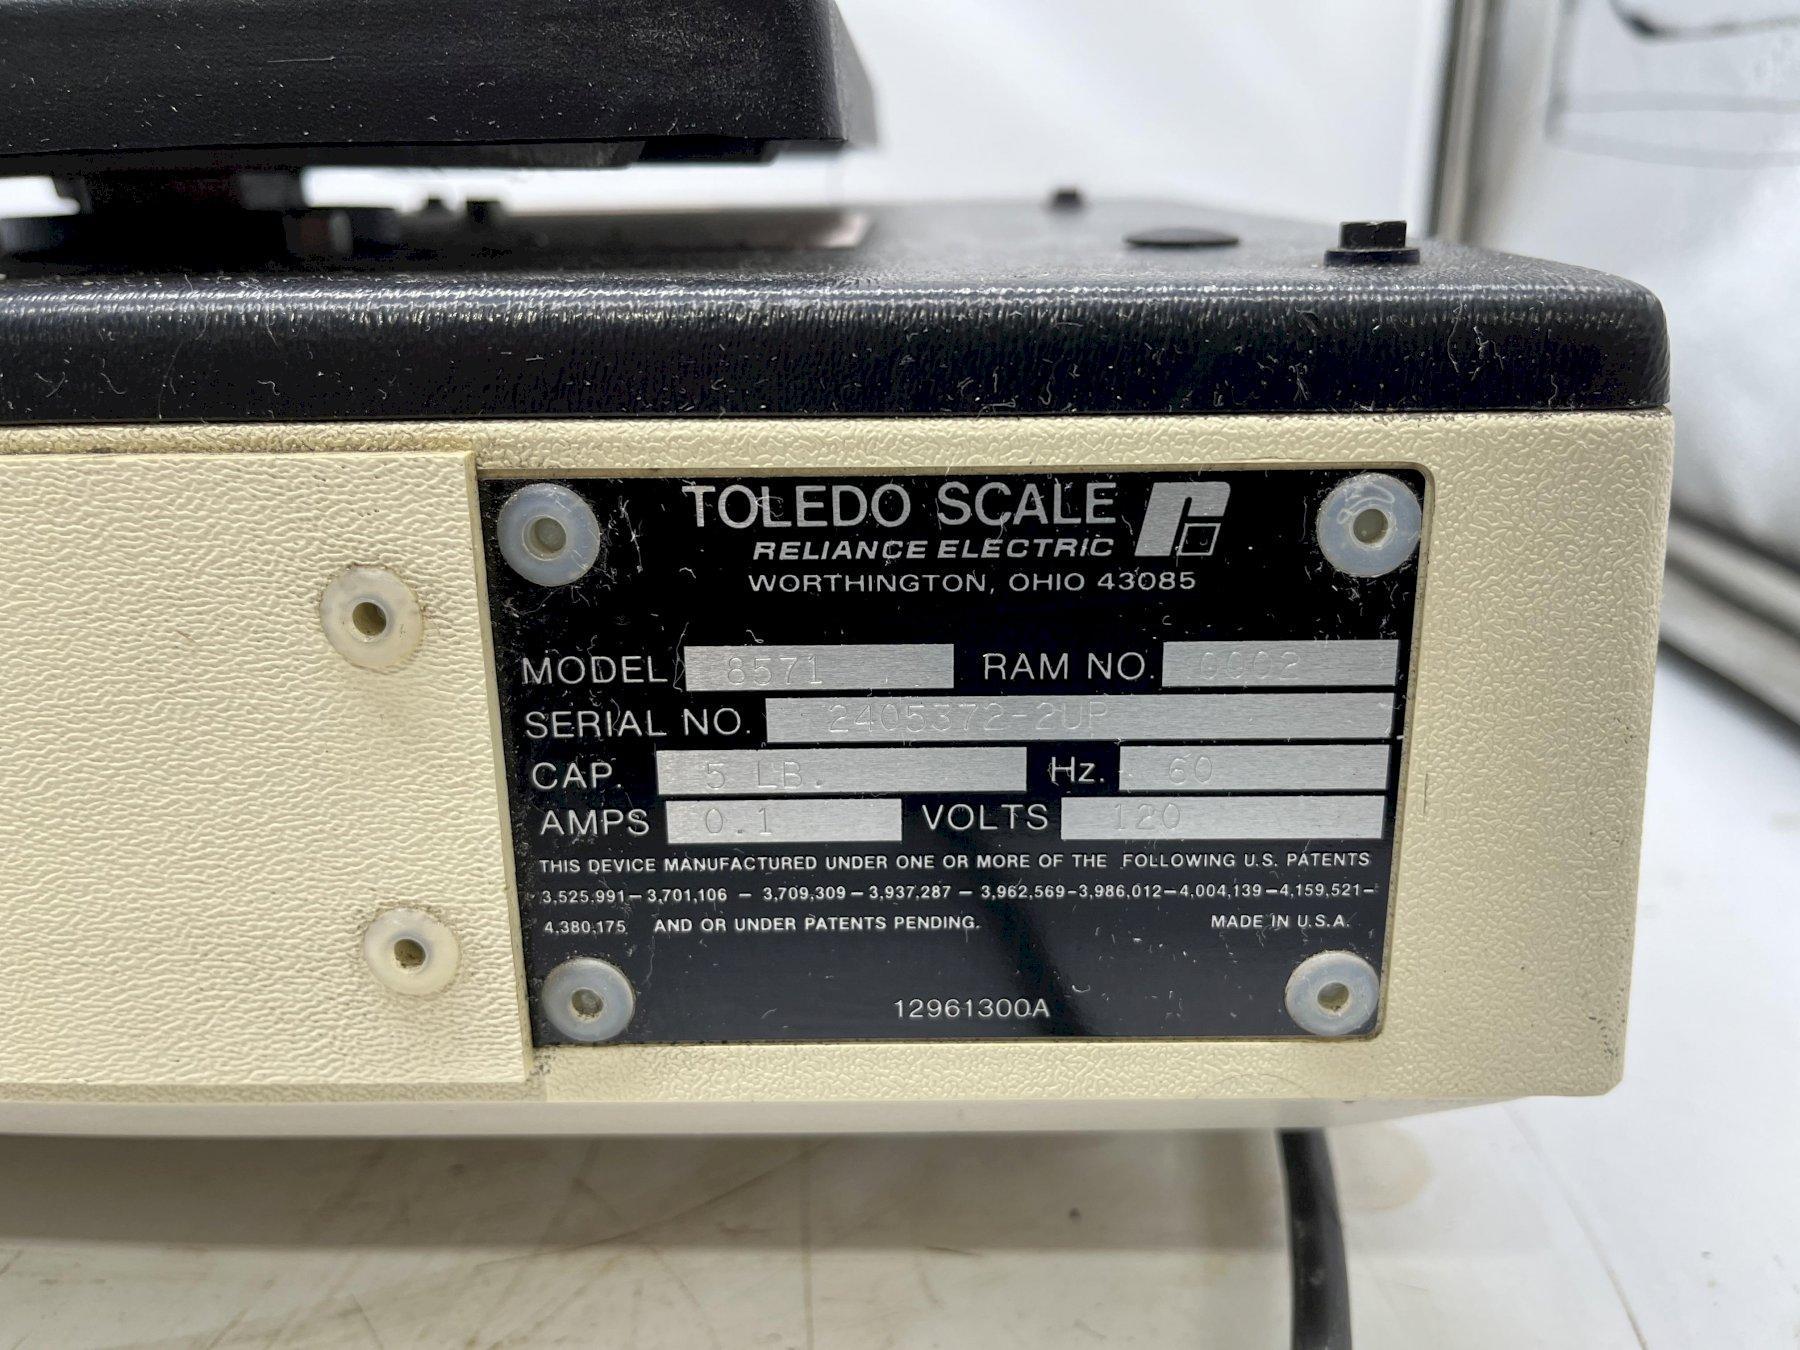 TOLEDO SCALE
RELIANCE ELECTRIC
WORTHINGTON, OHIO 43085
MODEL 8571 RAM NO. 0002
SERIAL NO. 2405372-2UP
CAP. 5 LB. Hz. 60
AMPS 0.1 VOLTS 120
THIS DEVICE MANUFACTURED UNDER ONE OR MORE OF THE FOLLOWING U.S. PATENTS
3,525,991-3,701,106 - 3,709,309-3,937,287 - 3,962,569-3,986,012-4,004,139-4,159,521-
4,380,175 AND OR UNDER PATENTS PENDING. MADE IN U.S.A.
12961300A